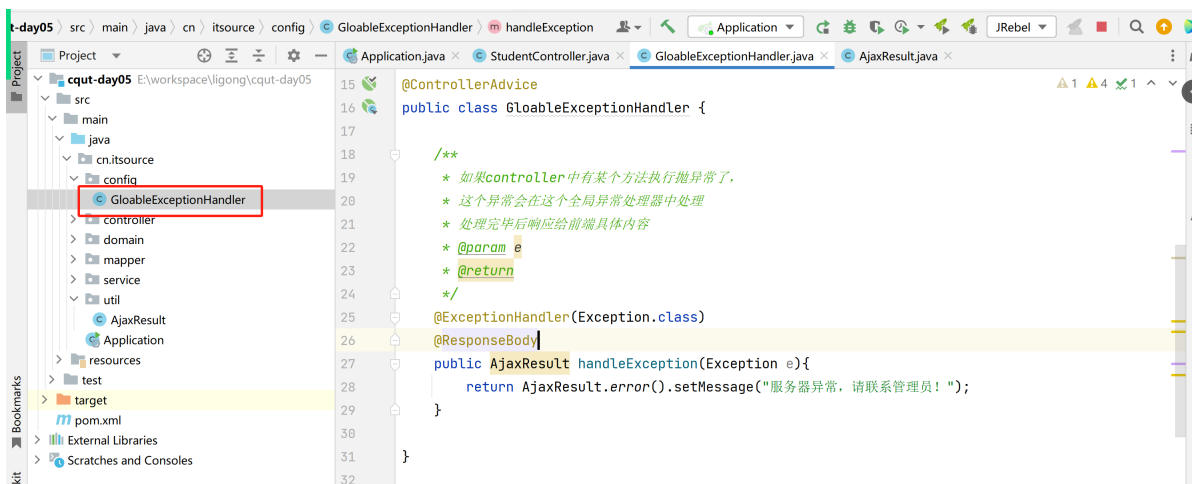 t-day05 〉 src 〉 main 〉 java 〉 cn 〉 itsource 〉 config 〉 GloableExceptionHandler 〉 handleException Application JRebel
Project Application.java StudentController.java GloableExceptionHandler.java AjaxResult.java
Project
cqut-day05 E:\workspace\ligong\cqut-day05
src
main
java
cn.itsource
config
GloableExceptionHandler
controller
domain
mapper
service
util
AjaxResult
Application
resources
test
target
pom.xml
External Libraries
Scratches and Consoles
Bookmarks
kit
1 4 1
15 @ControllerAdvice
16 public class GloableExceptionHandler {
17
18 /**
19 * 如果controller中有某个方法执行抛异常了，
20 * 这个异常会在这个全局异常处理器中处理
21 * 处理完毕后响应给前端具体内容
22 * @param e
23 * @return
24 */
25 @ExceptionHandler(Exception.class)
26 @ResponseBody
27 public AjaxResult handleException(Exception e){
28 return AjaxResult.error().setMessage("服务器异常，请联系管理员！");
29 }
30
31 }
32